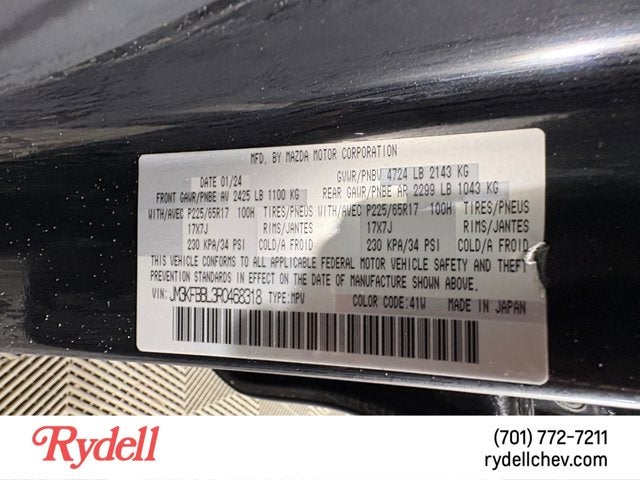 MFD. BY MAZDA MOTOR CORPORATION
DATE 01/24 GVWR/PNBV 4724 LB 2143 KG
FRONT GAWR/PNBE AV 2425 LB 1100 KG REAR GAWR/PNBE AR 2299 LB 1043 KG
WITH/AVEC P225/65R17 100H TIRES/PNEUS WITH/AVEC P225/65R17 100H TIRES/PNEUS
17X7J RIMS/JANTES 17X7J RIMS/JANTES
230 KPA/34 PSI COLD/A FROID 230 KPA/34 PSI COLD/A FROID
THIS VEHICLE CONFORMS TO ALL APPLICABLE FEDERAL MOTOR VEHICLE SAFETY AND THEFT
PREVENTION STANDARDS IN EFFECT ON THE DATE OF MANUFACTURE SHOWN ABOVE.
VIN: JM3KFBBL3R0468318 TYPE:MPV COLOR CODE:41W MADE IN JAPAN
Rydell
(701) 772-7211
rydellchev.com